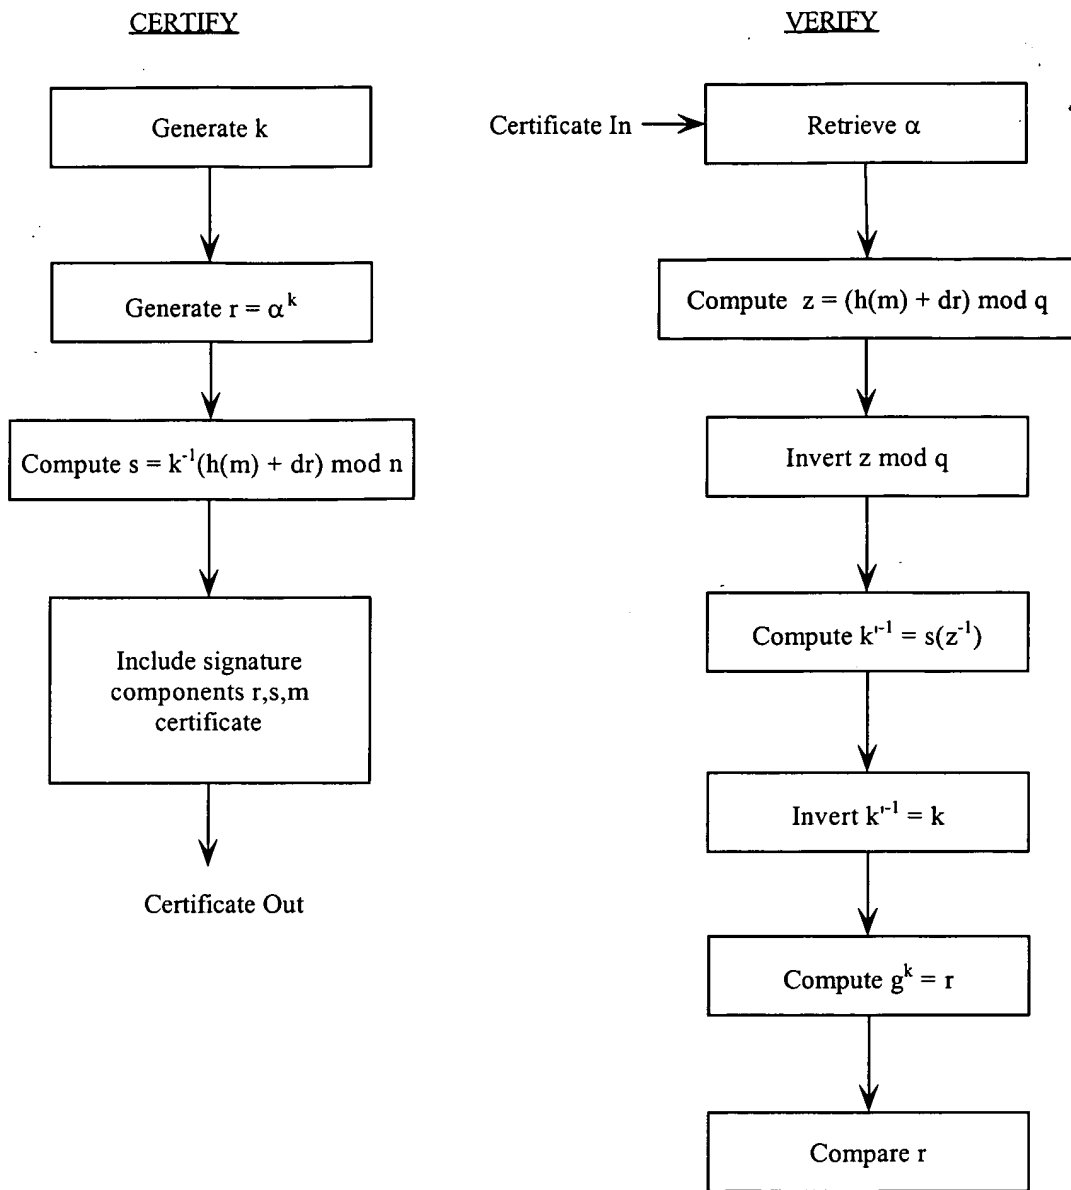 CERTIFY
Generate k
Generate r = α^k
Compute s = k^-1(h(m) + dr) mod n
Include signature
components r,s,m
certificate
Certificate Out
VERIFY
Certificate In
Retrieve α
Compute z = (h(m) + dr) mod q
Invert z mod q
Compute k'^-1 = s(z^-1)
Invert k'^-1 = k
Compute g^k = r
Compare r